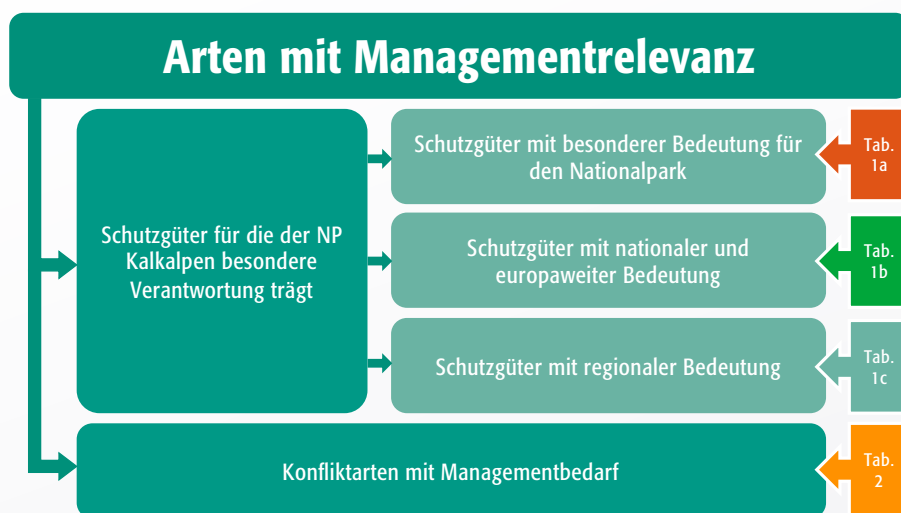 Arten mit Managementrelevanz
Schutzgüter für die der NP
Kalkalpen besondere
Verantwortung trägt
Schutzgüter mit besonderer Bedeutung für
den Nationalpark
Tab.
1a
Schutzgüter mit nationaler und
europaweiter Bedeutung
Tab.
1b
Schutzgüter mit regionaler Bedeutung
Tab.
1c
Konfliktarten mit Managementbedarf
Tab.
2